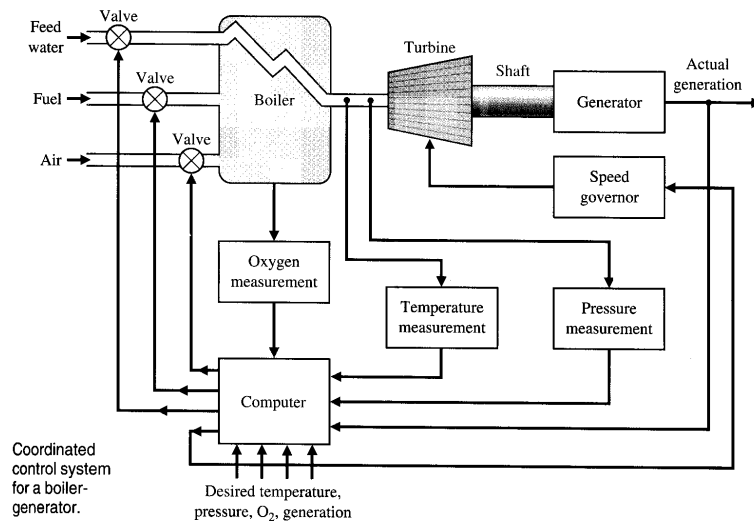 Feed
water
Valve
Fuel
Valve
Air
Valve
Boiler
Turbine
Shaft
Generator
Actual
generation
Speed
governor
Oxygen
measurement
Temperature
measurement
Pressure
measurement
Computer
Coordinated
control system
for a boiler-
generator.
Desired temperature,
pressure, O₂, generation